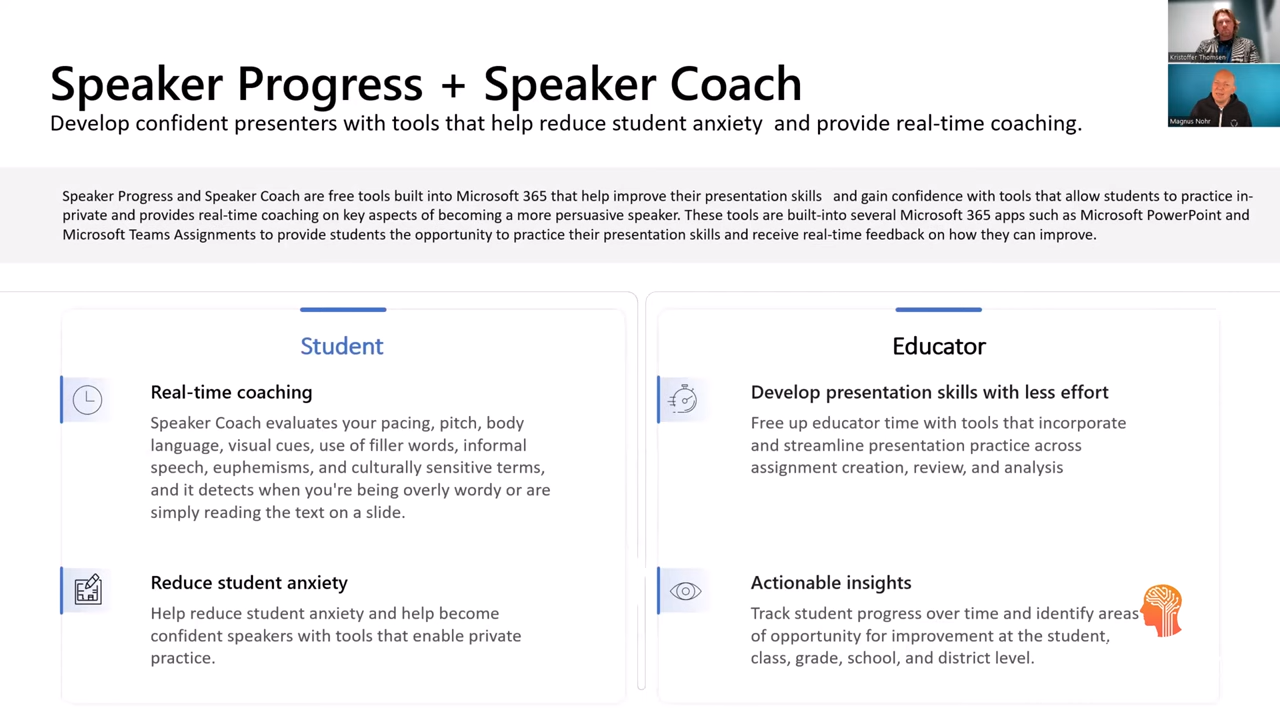 Speaker Progress + Speaker Coach
Develop confident presenters with tools that help reduce student anxiety  and provide real-time coaching.
Kristoffer Thomsen
Magnus Nohr
Speaker Progress and Speaker Coach are free tools built into Microsoft 365 that help improve their presentation skills   and gain confidence with tools that allow students to practice in-
private and provides real-time coaching on key aspects of becoming a more persuasive speaker. These tools are built-into several Microsoft 365 apps such as Microsoft PowerPoint and
Microsoft Teams Assignments to provide students the opportunity to practice their presentation skills and receive real-time feedback on how they can improve.
Student
Real-time coaching
Speaker Coach evaluates your pacing, pitch, body
language, visual cues, use of filler words, informal
speech, euphemisms, and culturally sensitive terms,
and it detects when you're being overly wordy or are
simply reading the text on a slide.
Reduce student anxiety
Help reduce student anxiety and help become
confident speakers with tools that enable private
practice.
Educator
Develop presentation skills with less effort
Free up educator time with tools that incorporate
and streamline presentation practice across
assignment creation, review, and analysis
Actionable insights
Track student progress over time and identify areas
of opportunity for improvement at the student,
class, grade, school, and district level.